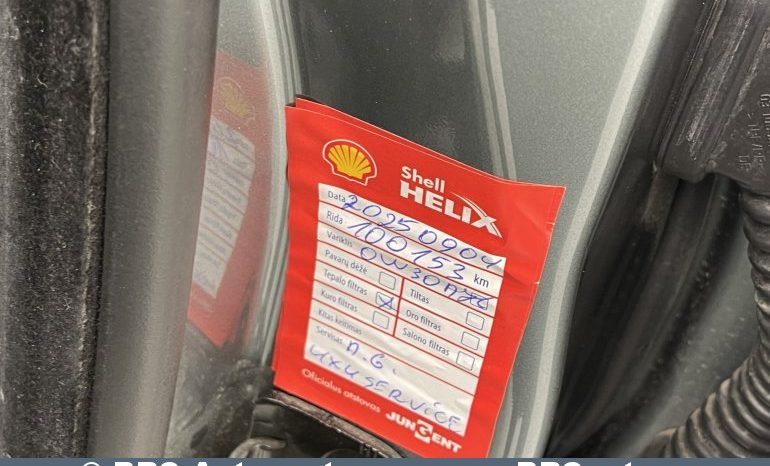 Shell
HELIX
Data 20250904
Rida 100153 km
Variklis 0W30
Pavarų dėžė
Tiltas
Tepalo filtras
Oro filtras
Kuro filtras
Salono filtras
Kitas keitimas
Servisas A.G.
4X4 SERVICE
Oficialus atstovas JUNGENT